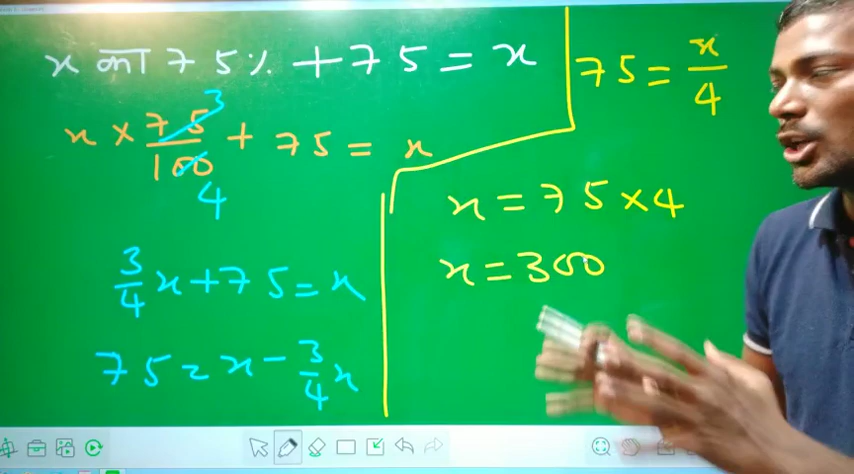 x का 75% + 75 = x
x × 75/100 + 75 = x
3
4
3/4 x + 75 = x
75 = x - 3/4 x
75 = x/4
x = 75 × 4
x = 300